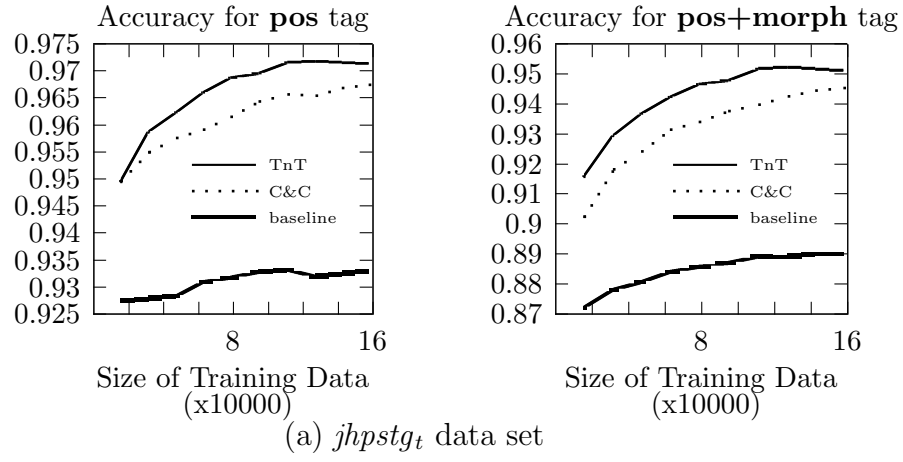 Accuracy for pos tag
0.975
0.97
0.965
0.96
0.955
0.95
0.945
0.94
0.935
0.93
0.925
TnT
C&C
baseline
8 16
Size of Training Data
(x10000)
Accuracy for pos+morph tag
0.96
0.95
0.94
0.93
0.92
0.91
0.9
0.89
0.88
0.87
TnT
C&C
baseline
8 16
Size of Training Data
(x10000)
(a) jhpstgt data set